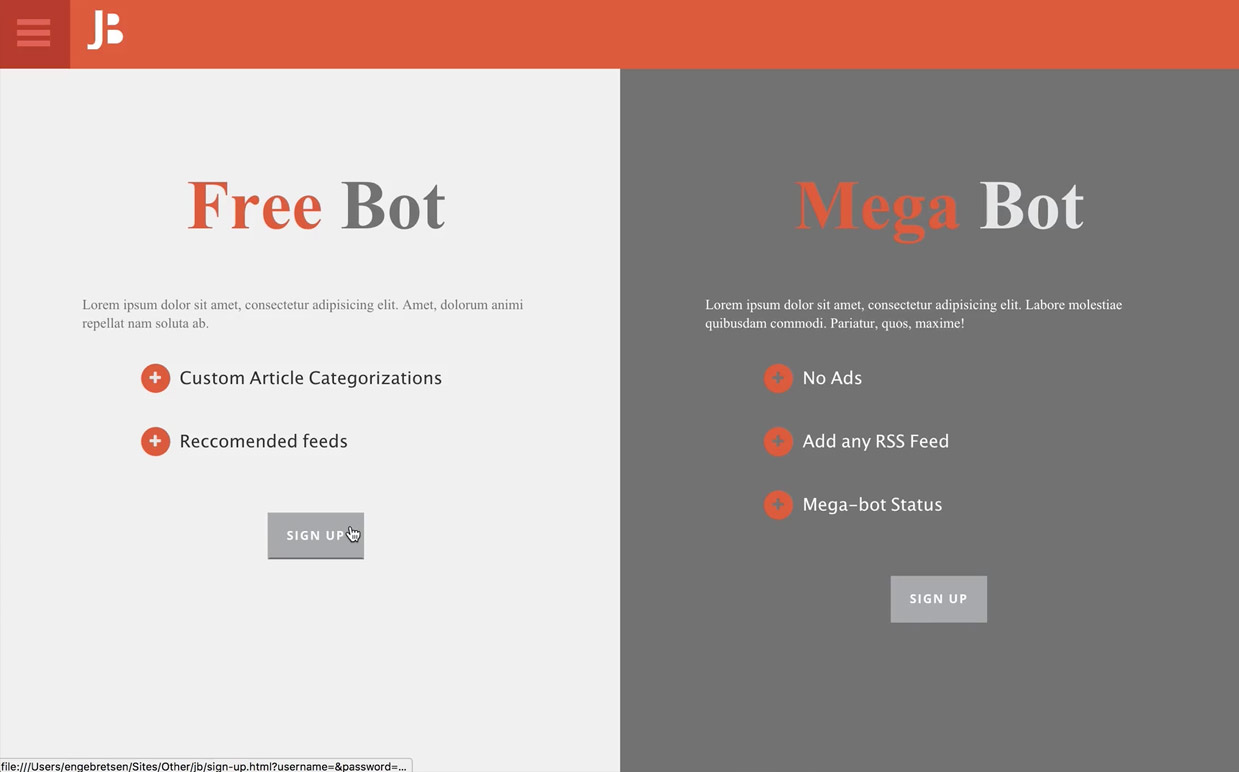 JB
Free Bot
Lorem ipsum dolor sit amet, consectetur adipisicing elit. Amet, dolorum animi
repellat nam soluta ab.
Custom Article Categorizations
Reccomended feeds
SIGN UP
Mega Bot
Lorem ipsum dolor sit amet, consectetur adipisicing elit. Labore molestiae
quibusdam commodi. Pariatur, quos, maxime!
No Ads
Add any RSS Feed
Mega-bot Status
SIGN UP
file:///Users/engebretsen/Sites/Other/jb/sign-up.html?username=&password=...